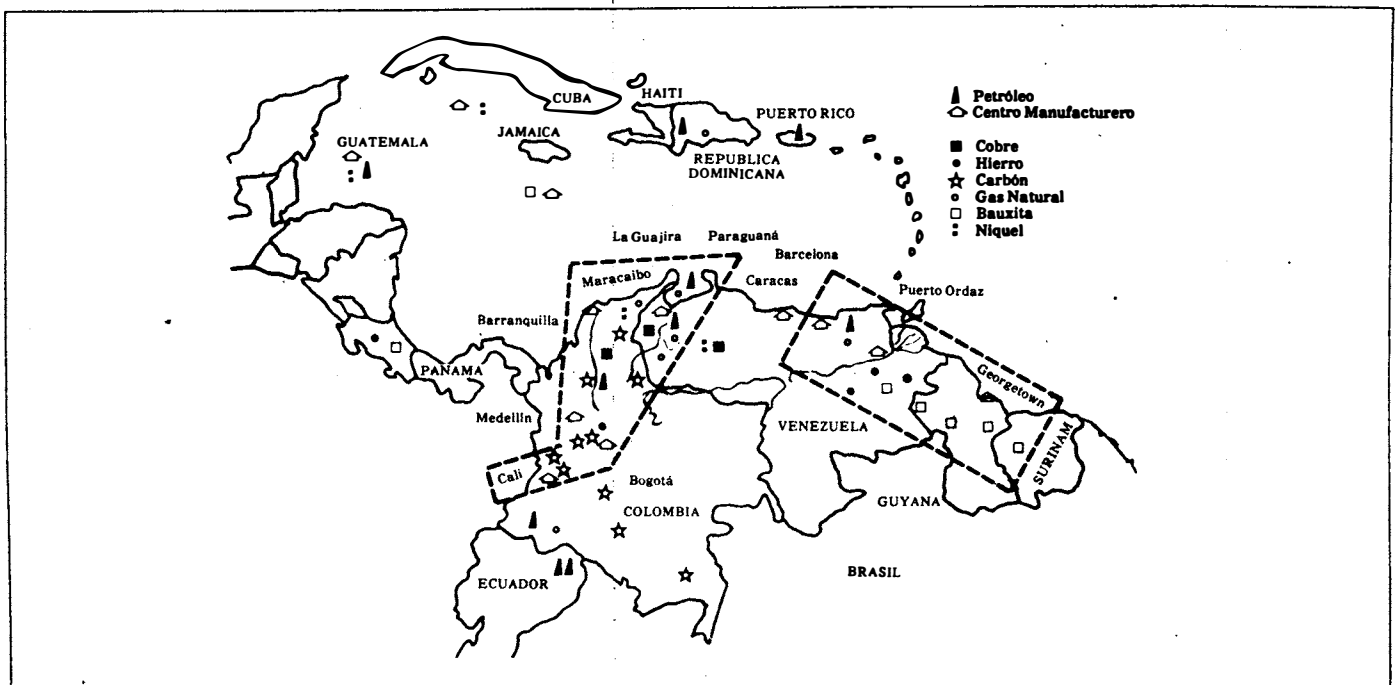 CUBA
HAITI
PUERTO RICO
JAMAICA
GUATEMALA
REPUBLICA
DOMINICANA
Petróleo
Centro Manufacturero
Cobre
Hierro
Carbón
Gas Natural
Bauxita
Niquel
La Guajira
Paraguaná
Barcelona
Maracaibo
Caracas
Puerto Ordaz
Barranquilla
PANAMA
Georgetown
Medellín
VENEZUELA
SURINAM
Cali
Bogotá
GUYANA
COLOMBIA
ECUADOR
BRASIL